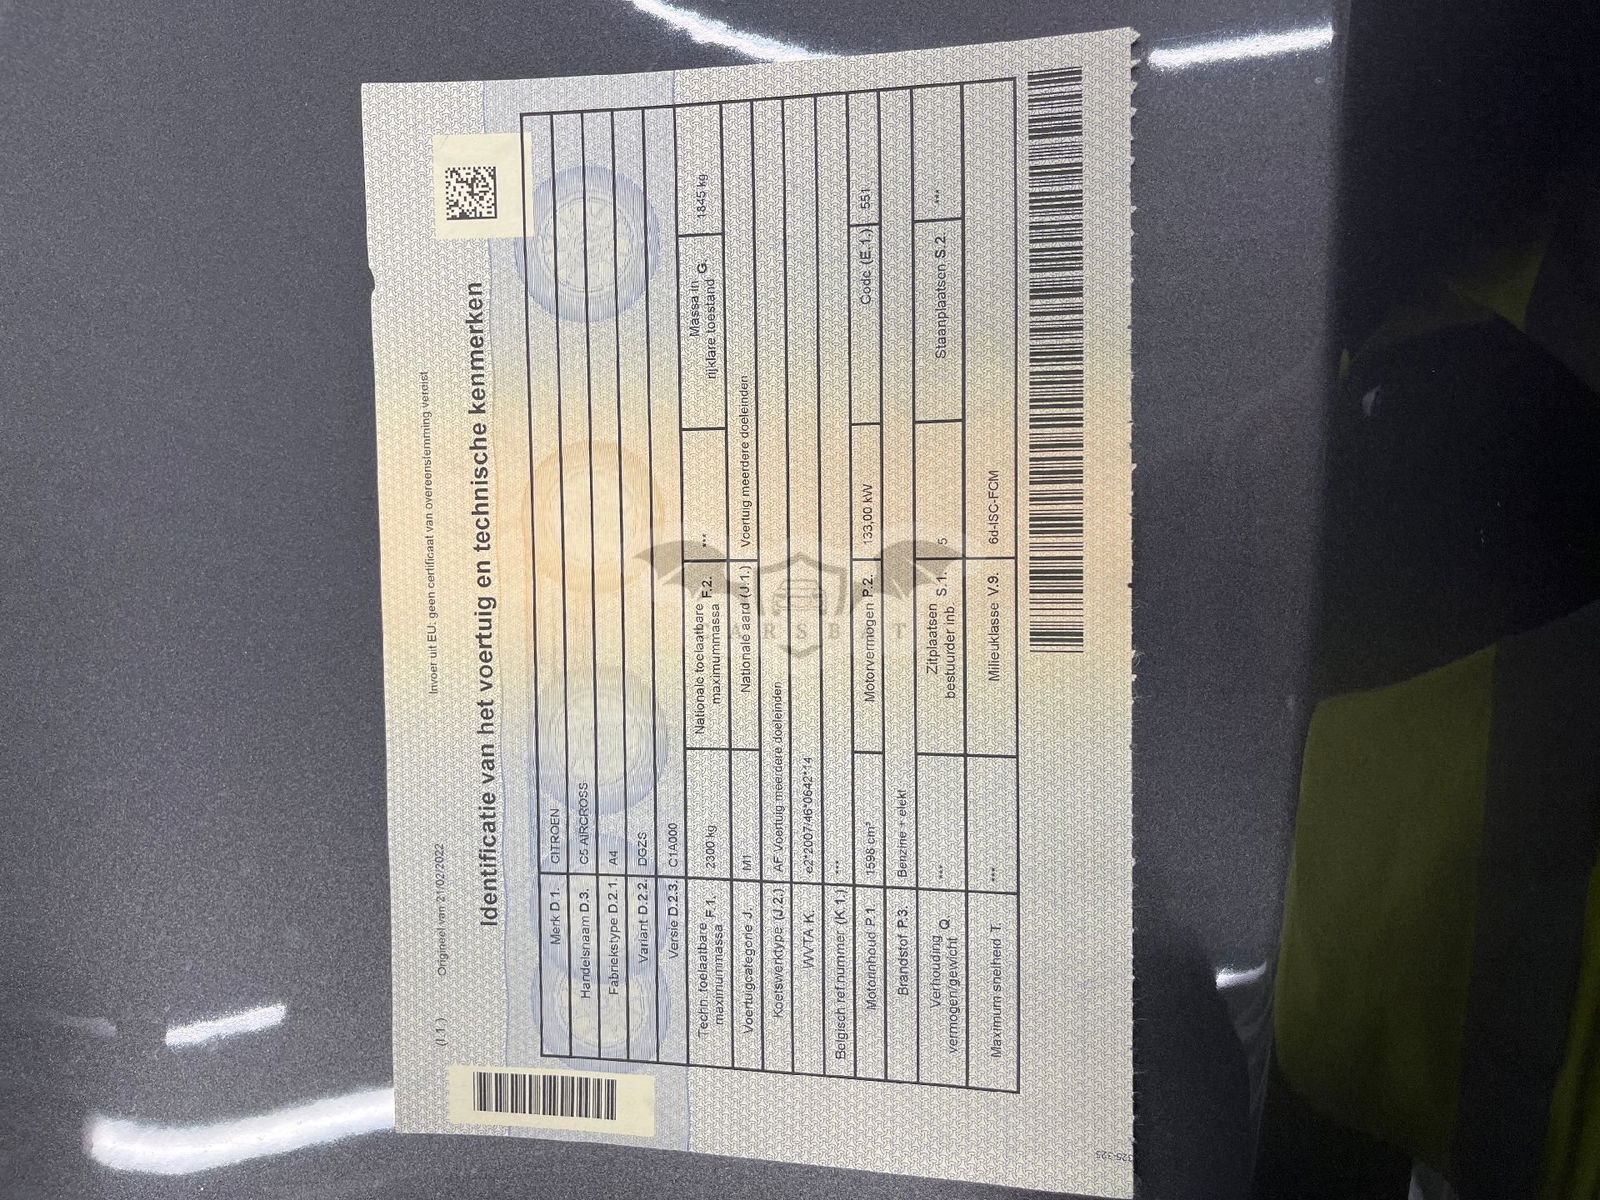 Invoer uit EU: geen certificaat van overeenstemming vereist
(I 1 ) Origineel van 21/02/2022
Identificatie van het voertuig en technische kenmerken
Merk D.1. CITROEN
Handelsnaam D.3. C5 AIRCROSS
Fabriekstype D.2.1. A4
Variant D.2.2. DGZS
Versie D.2.3. C1A000
Techn. toelaatbare maximummassa F.1. 2300 kg Nationale toelaatbare maximummassa F.2. *** Massa in rijklare toestand G. 1845 kg
Voertuigcategorie J. M1 Nationale aard (J.1.) Voertuig meerdere doeleinden
Koetswerktype (J.2.) AF Voertuig meerdere doeleinden
WVTA K. e2*2007/46*0642*14
Belgisch ref.nummer (K.1.) ***
Motorinhoud P.1. 1598 cm³ Motorvermogen P.2. 133,00 kW Code (E.1.) 551
Brandstof P.3. Benzine + elekt
Verhouding vermogen/gewicht Q. *** Zitplaatsen bestuurder inb. S.1. 5 Staanplaatsen S.2. ***
Maximum snelheid T. *** Milieuklasse V.9. 6d-ISC-FCM
ARSBAT